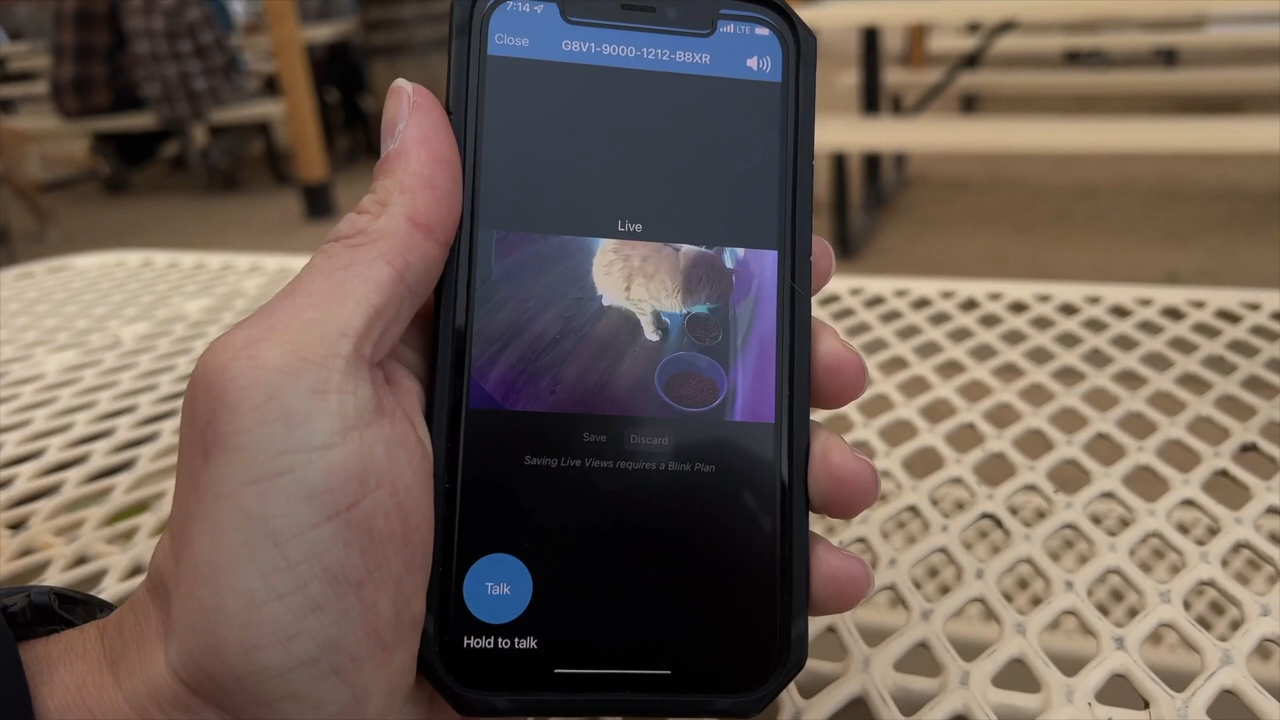 7:14
LTE
Close
G8V1-9000-1212-B8XR
Live
Save
Discard
Saving Live Views requires a Blink Plan
Talk
Hold to talk